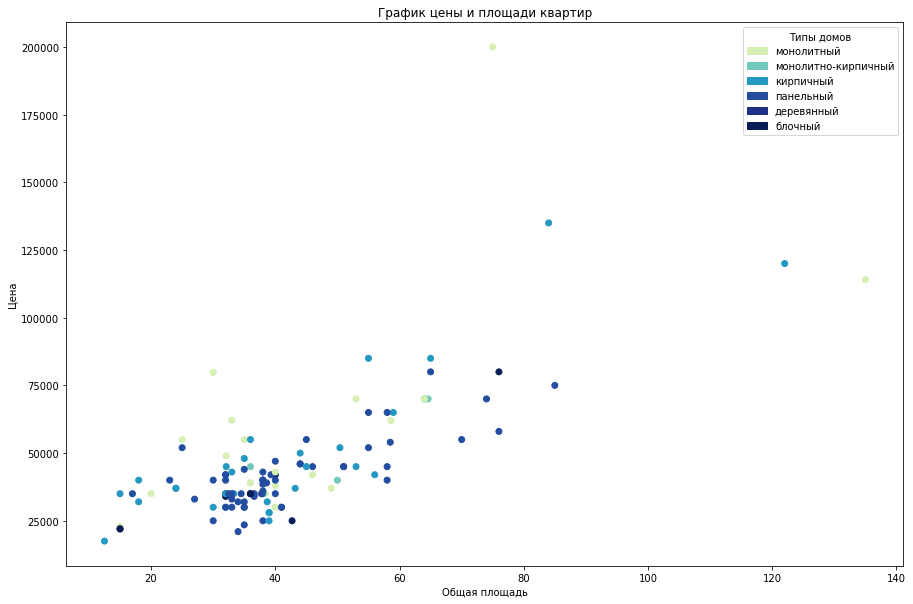 График цены и площади квартир
Типы домов
монолитный
монолитно-кирпичный
кирпичный
панельный
деревянный
блочный
200000
175000
150000
125000
100000
75000
50000
25000
Цена
20
40
60
80
100
120
140
Общая площадь